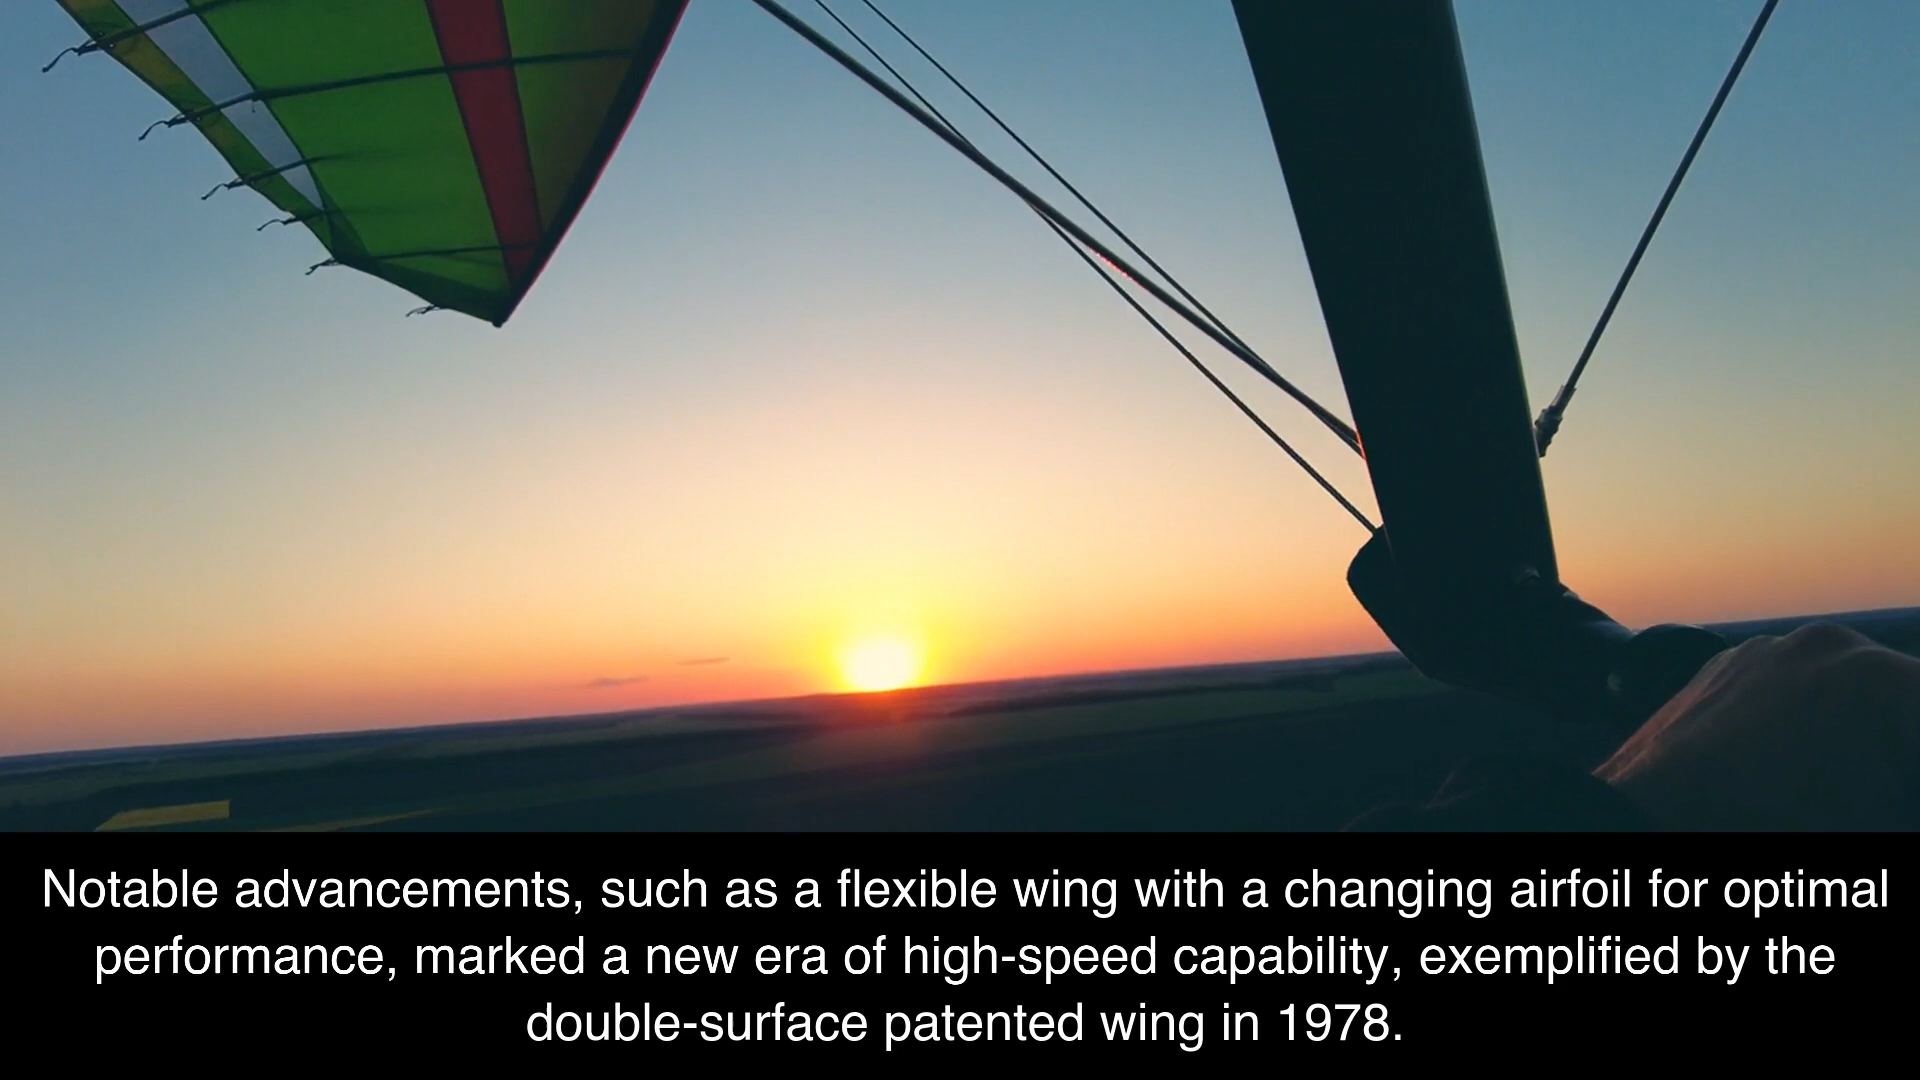 Notable advancements, such as a flexible wing with a changing airfoil for optimal
performance, marked a new era of high-speed capability, exemplified by the
double-surface patented wing in 1978.